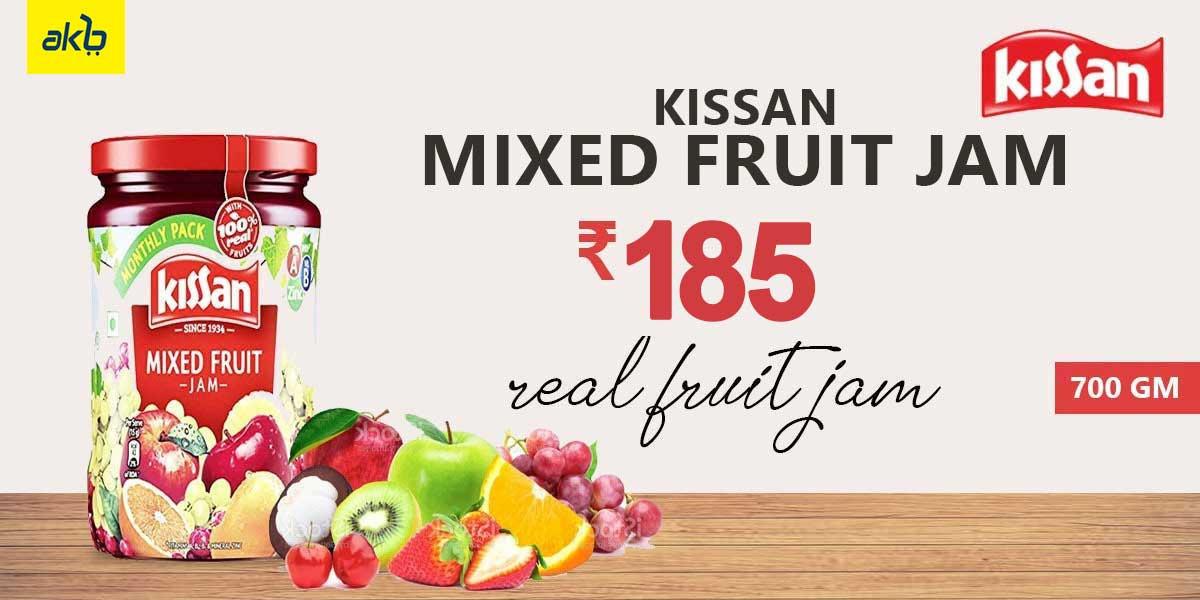 akb
KISSAN
MIXED FRUIT JAM
₹185
real fruit jam
700 GM
KISSAN
MONTHLY PACK
WITH
100%
real
FRUITS
A
B
Zinc
KISSAN
SINCE 1934
MIXED FRUIT
JAM